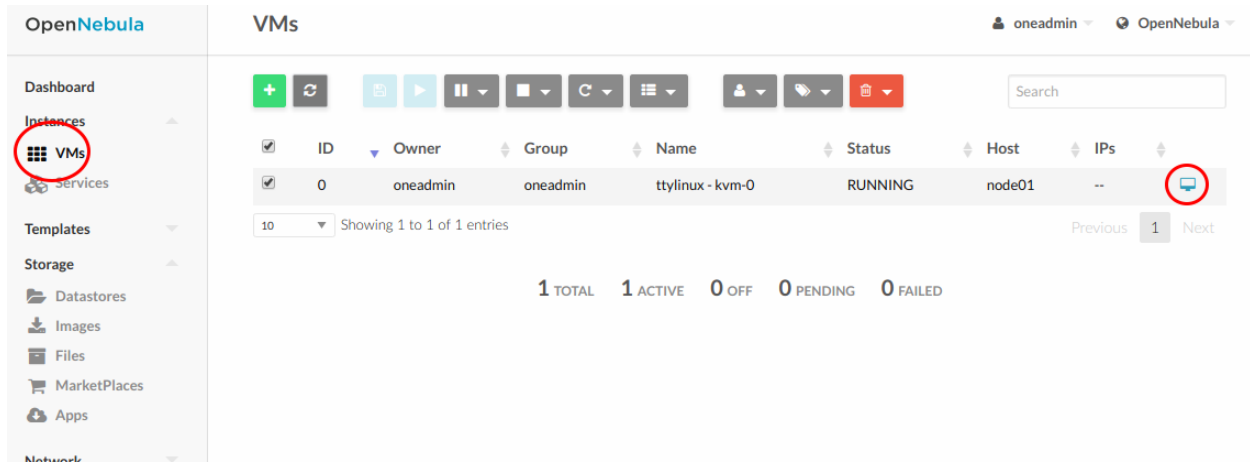 OpenNebula
VMs
oneadmin
OpenNebula
Dashboard
Instances
VMs
Services
Templates
Storage
Datastores
Images
Files
MarketPlaces
Apps
Network
Search
ID Owner Group Name Status Host IPs
0 oneadmin oneadmin ttylinux - kvm-0 RUNNING node01 --
10 Showing 1 to 1 of 1 entries
Previous 1 Next
1 TOTAL 1 ACTIVE 0 OFF 0 PENDING 0 FAILED